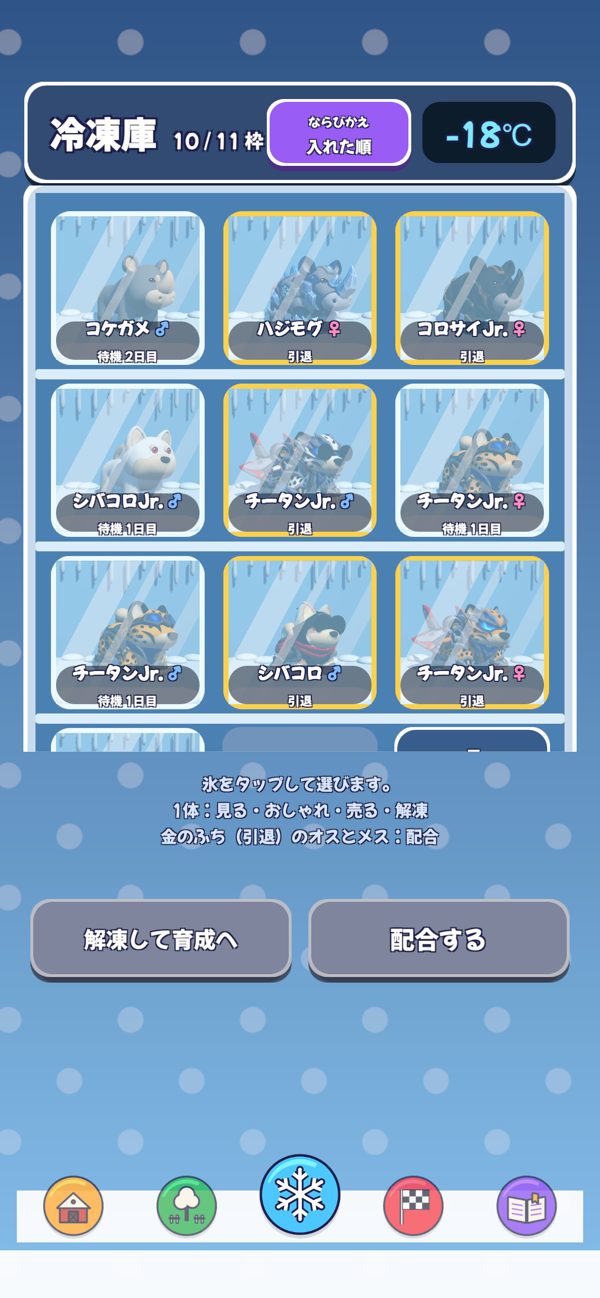 冷凍庫 10/11枠
ならびかえ
入れた順
-18℃
コケガメ♂
待機2日目
ハジモグ♀
引退
コロサイJr.♀
引退
シバコロJr.♂
待機1日目
チータンJr.♂
引退
チータンJr.♀
待機1日目
チータンJr.♂
待機1日目
シバコロ♂
引退
チータンJr.♀
引退
氷をタップして選びます。
1体：見る・おしゃれ・売る・解凍
金のふち（引退）のオスとメス：配合
解凍して育成へ
配合する